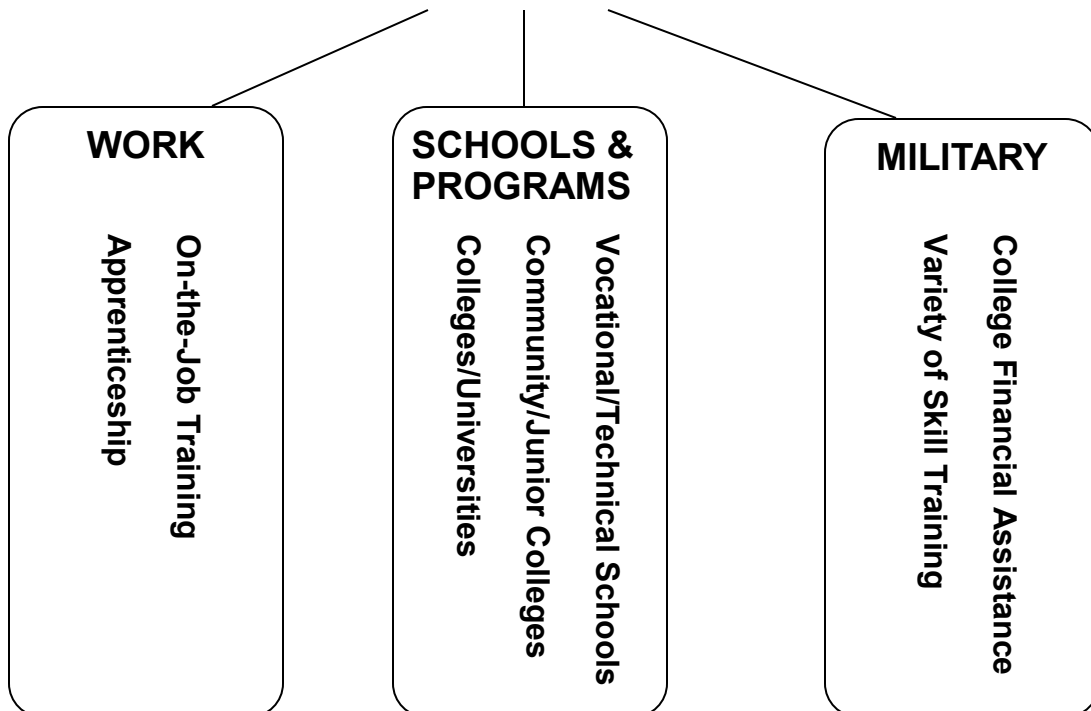 WORK
On-the-Job Training
Apprenticeship
SCHOOLS &
PROGRAMS
Vocational/Technical Schools
Community/Junior Colleges
Colleges/Universities
MILITARY
College Financial Assistance
Variety of Skill Training